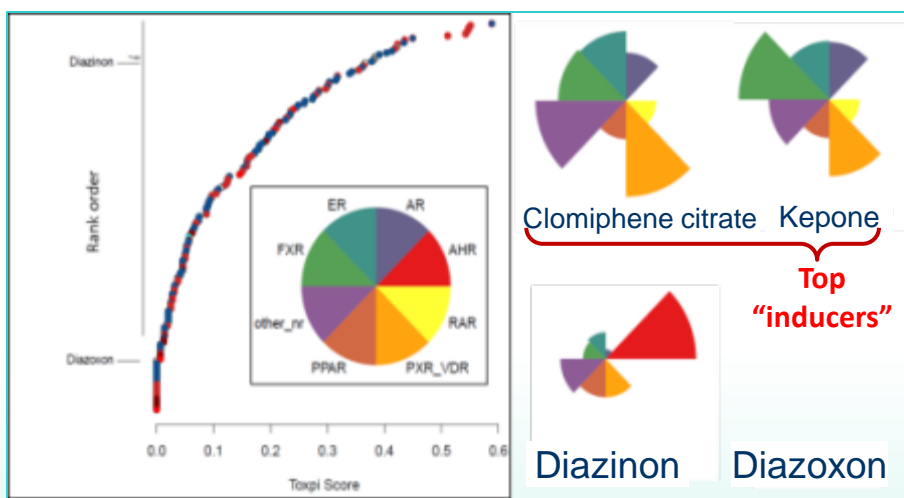 Diazinon
Rank order
Diazoxon
0.0 0.1 0.2 0.3 0.4 0.5 0.6
Toxpi Score
ER
AR
FXR
AHR
other_nr
RAR
PPAR
PXR_VDR
Clomiphene citrate
Kepone
Top
“inducers”
Diazinon
Diazoxon